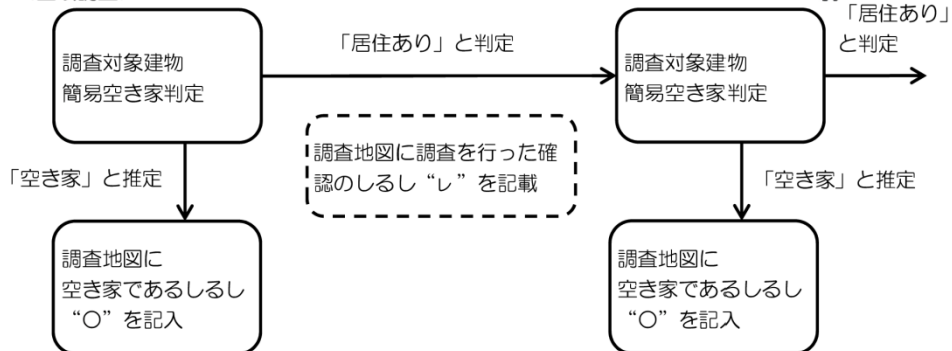 「居住あり」
と判定
「居住あり」と判定
調査対象建物
簡易空き家判定
調査対象建物
簡易空き家判定
調査地図に調査を行った確
認のしるし“レ”を記載
「空き家」と推定
「空き家」と推定
調査地図に
空き家であるしるし
“〇”を記入
調査地図に
空き家であるしるし
“〇”を記入